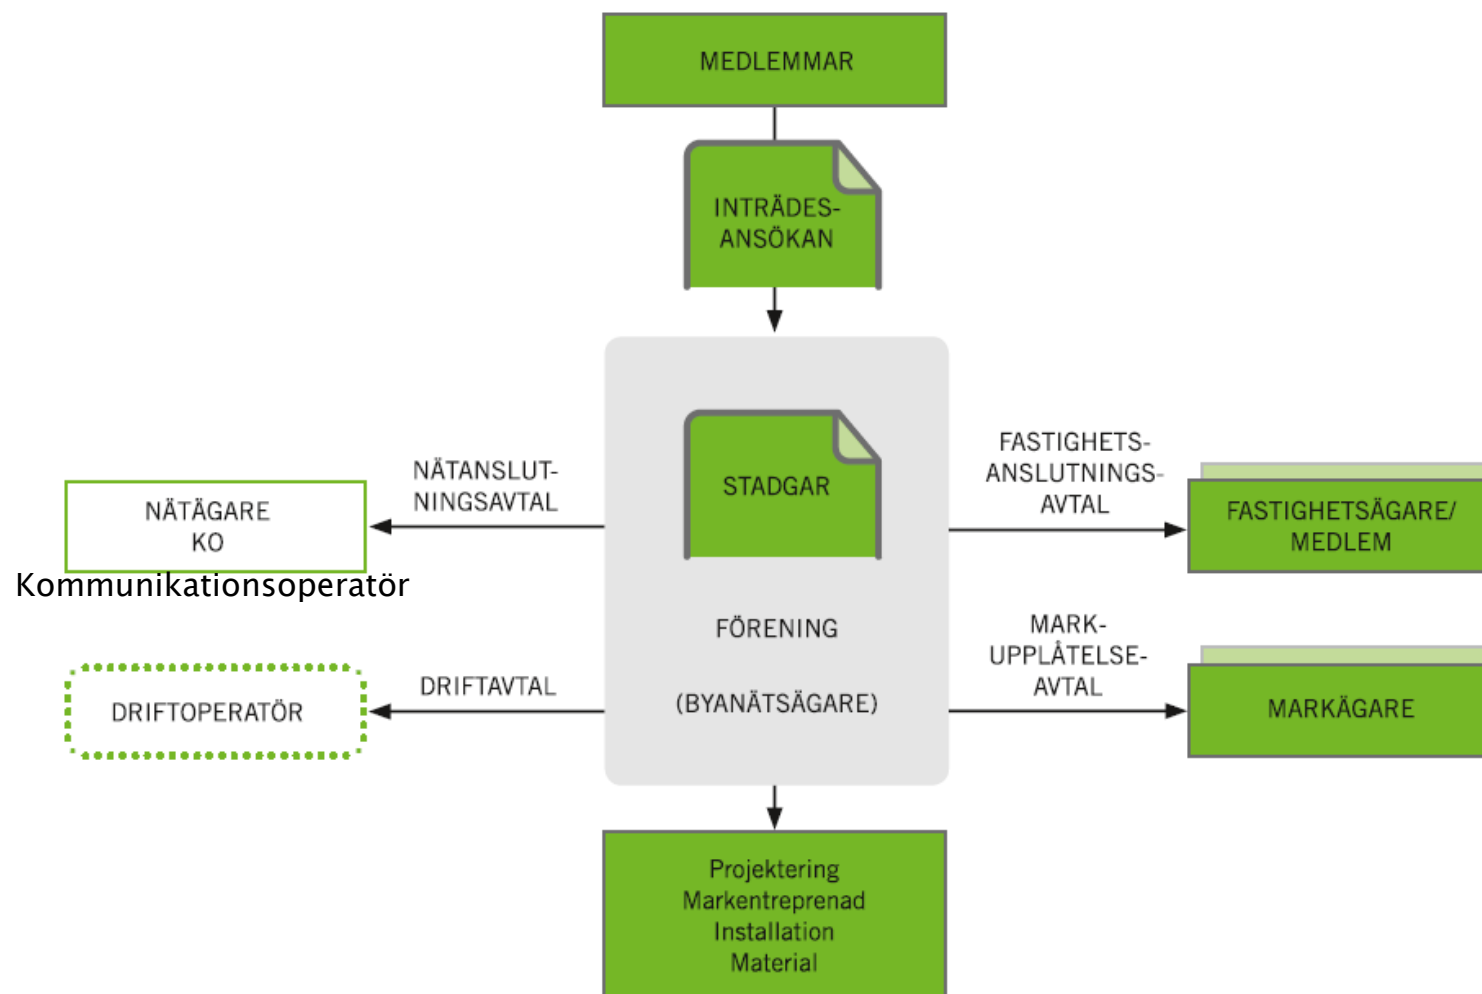 MEDLEMMAR
INTRÄDES-
ANSÖKAN
STADGAR
FÖRENING
(BYANÄTSÄGARE)
NÄTANSLUT-
NINGSAVTAL
NÄTÄGARE
KO
Kommunikationsoperatör
DRIFTAVTAL
DRIFTOPERATÖR
FASTIGHETS-
ANSLUTNINGS-
AVTAL
FASTIGHETSÄGARE/
MEDLEM
MARK-
UPPLÅTELSE-
AVTAL
MARKÄGARE
Projektering
Markentreprenad
Installation
Material